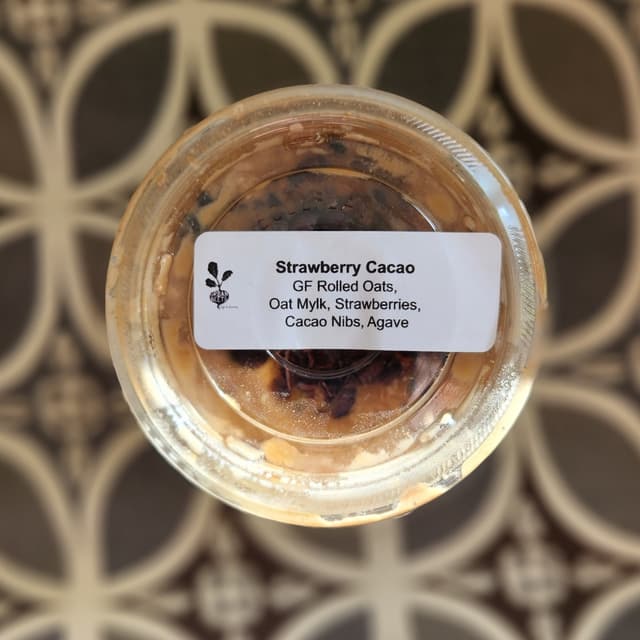 Strawberry Cacao
GF Rolled Oats,
Oat Mylk, Strawberries,
Cacao Nibs, Agave